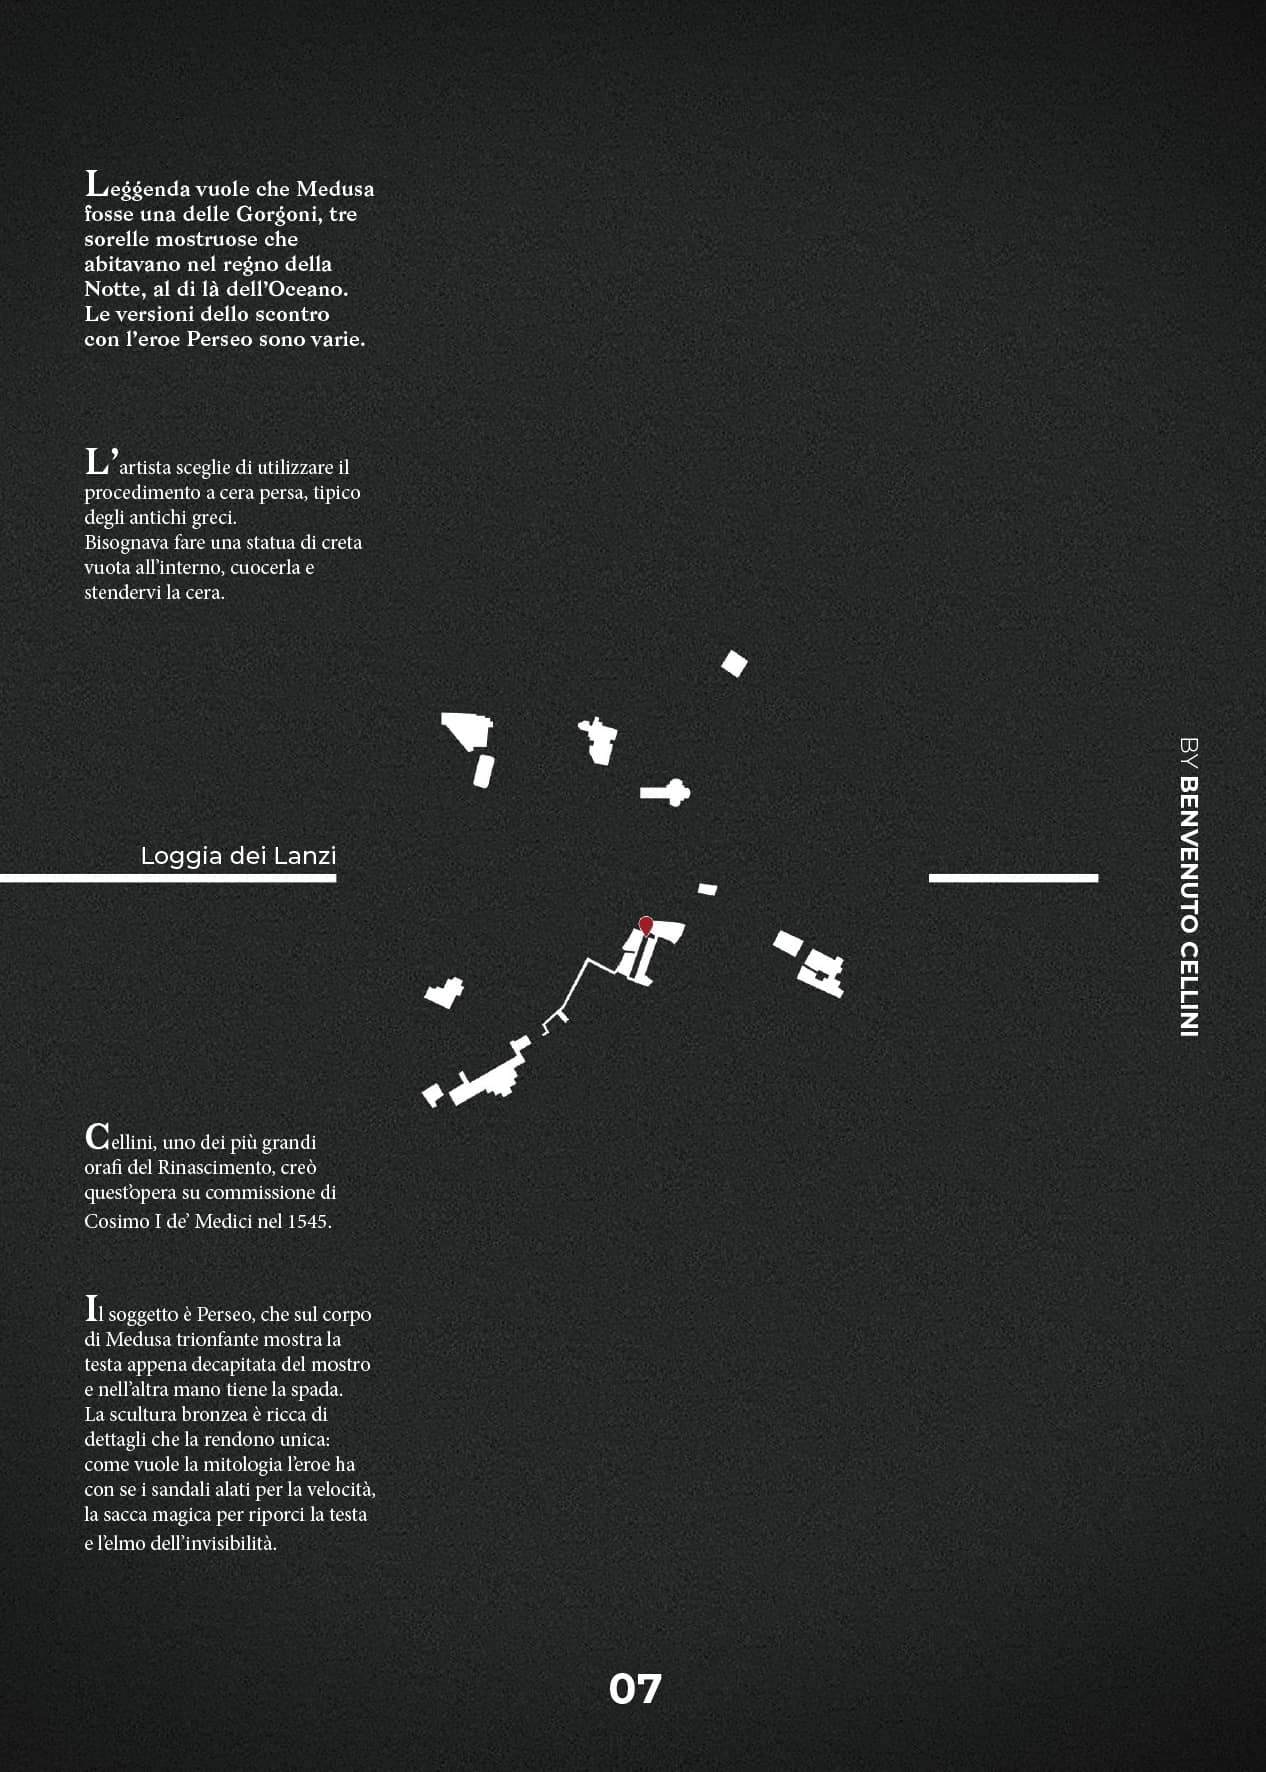 Leggenda vuole che Medusa
fosse una delle Gorgoni, tre
sorelle mostruose che
abitavano nel regno della
Notte, al di là dell’Oceano.
Le versioni dello scontro
con l’eroe Perseo sono varie.
L’artista sceglie di utilizzare il
procedimento a cera persa, tipico
degli antichi greci.
Bisognava fare una statua di creta
vuota all’interno, cuocerla e
stendervi la cera.
Loggia dei Lanzi
BY BENVENUTO CELLINI
Cellini, uno dei più grandi
orafi del Rinascimento, creò
quest’opera su commissione di
Cosimo I de’ Medici nel 1545.
Il soggetto è Perseo, che sul corpo
di Medusa trionfante mostra la
testa appena decapitata del mostro
e nell’altra mano tiene la spada.
La scultura bronzea è ricca di
dettagli che la rendono unica:
come vuole la mitologia l’eroe ha
con se i sandali alati per la velocità,
la sacca magica per riporci la testa
e l’elmo dell’invisibilità.
07